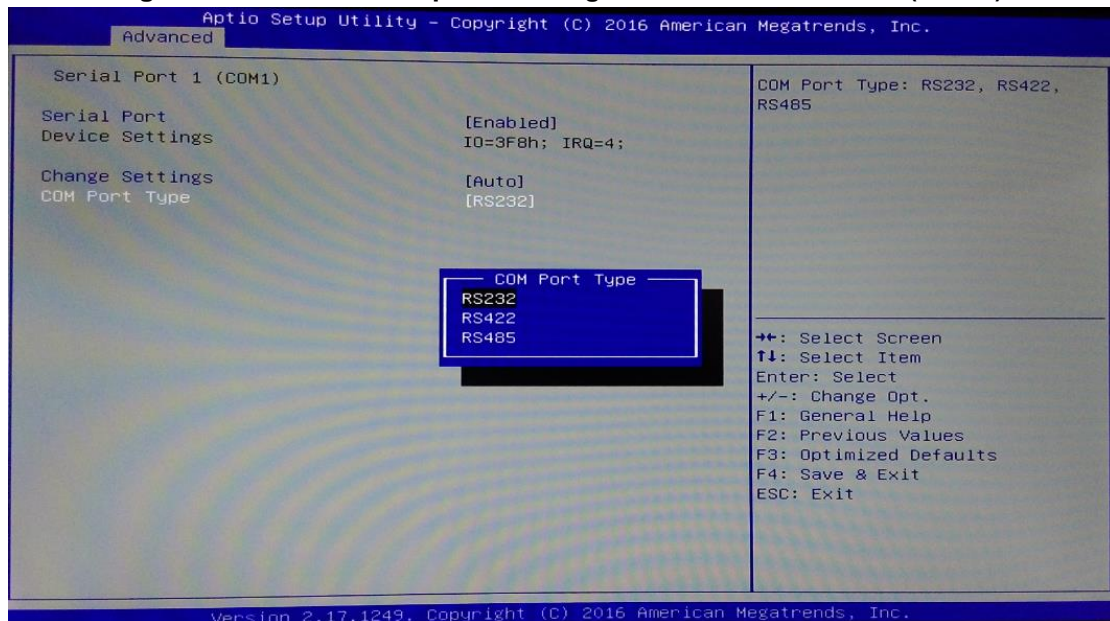 Aptio Setup Utility – Copyright (C) 2016 American Megatrends, Inc.
Advanced
Serial Port 1 (COM1)
Serial Port [Enabled]
Device Settings IO=3F8h; IRQ=4;
Change Settings [Auto]
COM Port Type [RS232]
COM Port Type
RS232
RS422
RS485
COM Port Type: RS232, RS422,
RS485
→←: Select Screen
↑↓: Select Item
Enter: Select
+/-: Change Opt.
F1: General Help
F2: Previous Values
F3: Optimized Defaults
F4: Save & Exit
ESC: Exit
Version 2.17.1249. Copyright (C) 2016 American Megatrends, Inc.